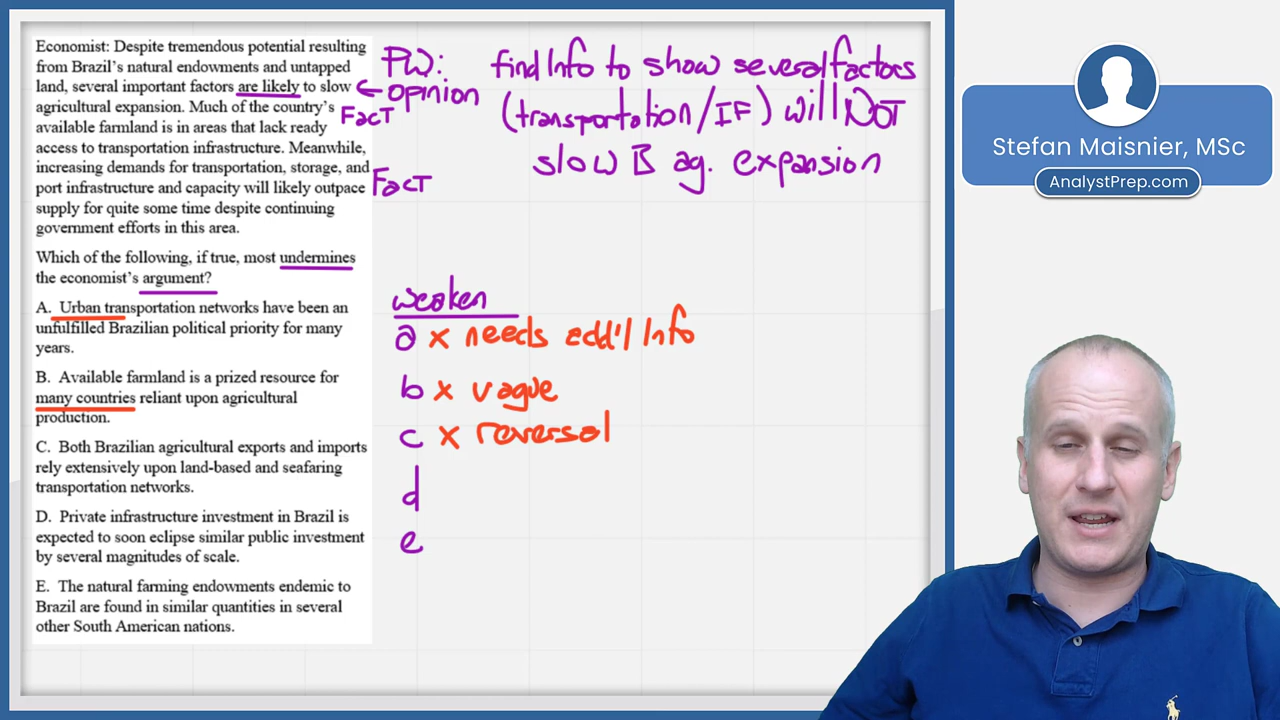 Economist: Despite tremendous potential resulting
from Brazil's natural endowments and untapped
land, several important factors are likely to slow
agricultural expansion. Much of the country's
available farmland is in areas that lack ready
access to transportation infrastructure. Meanwhile,
increasing demands for transportation, storage, and
port infrastructure and capacity will likely outpace
supply for quite some time despite continuing
government efforts in this area.
Which of the following, if true, most undermines
the economist's argument?
A. Urban transportation networks have been an
unfulfilled Brazilian political priority for many
years.
B. Available farmland is a prized resource for
many countries reliant upon agricultural
production.
C. Both Brazilian agricultural exports and imports
rely extensively upon land-based and seafaring
transportation networks.
D. Private infrastructure investment in Brazil is
expected to soon eclipse similar public investment
by several magnitudes of scale.
E. The natural farming endowments endemic to
Brazil are found in similar quantities in several
other South American nations.
PW:
opinion
Fact
Fact
find Info to show several factors
(transportation/IF) will NOT
slow B ag. expansion
weaken
a x needs add'l Info
b x vague
c x reversal
d
e
Stefan Maisnier, MSc
AnalystPrep.com